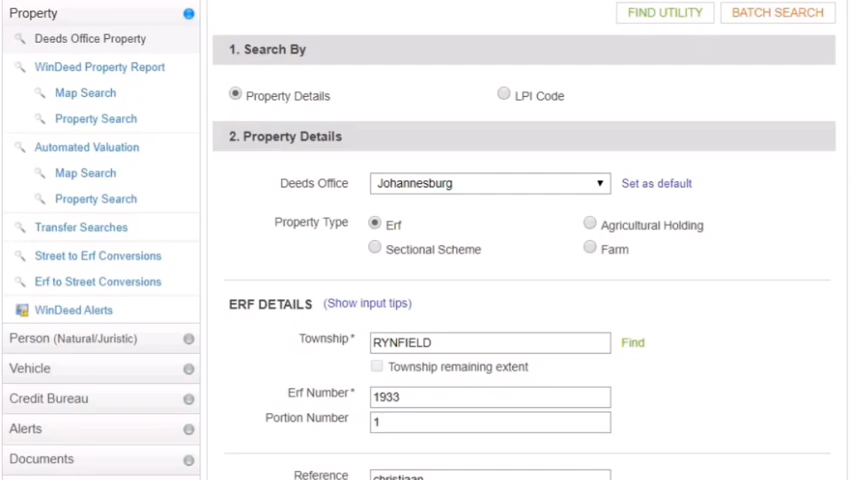 Property
Deeds Office Property
WinDeed Property Report
Map Search
Property Search
Automated Valuation
Map Search
Property Search
Transfer Searches
Street to Erf Conversions
Erf to Street Conversions
WinDeed Alerts
Person (Natural/Juristic)
Vehicle
Credit Bureau
Alerts
Documents
FIND UTILITY BATCH SEARCH
1. Search By
Property Details LPI Code
2. Property Details
Deeds Office Johannesburg Set as default
Property Type Erf Agricultural Holding
Sectional Scheme Farm
ERF DETAILS (Show input tips)
Township* RYNFIELD Find
Township remaining extent
Erf Number* 1933
Portion Number 1
Reference christiaan